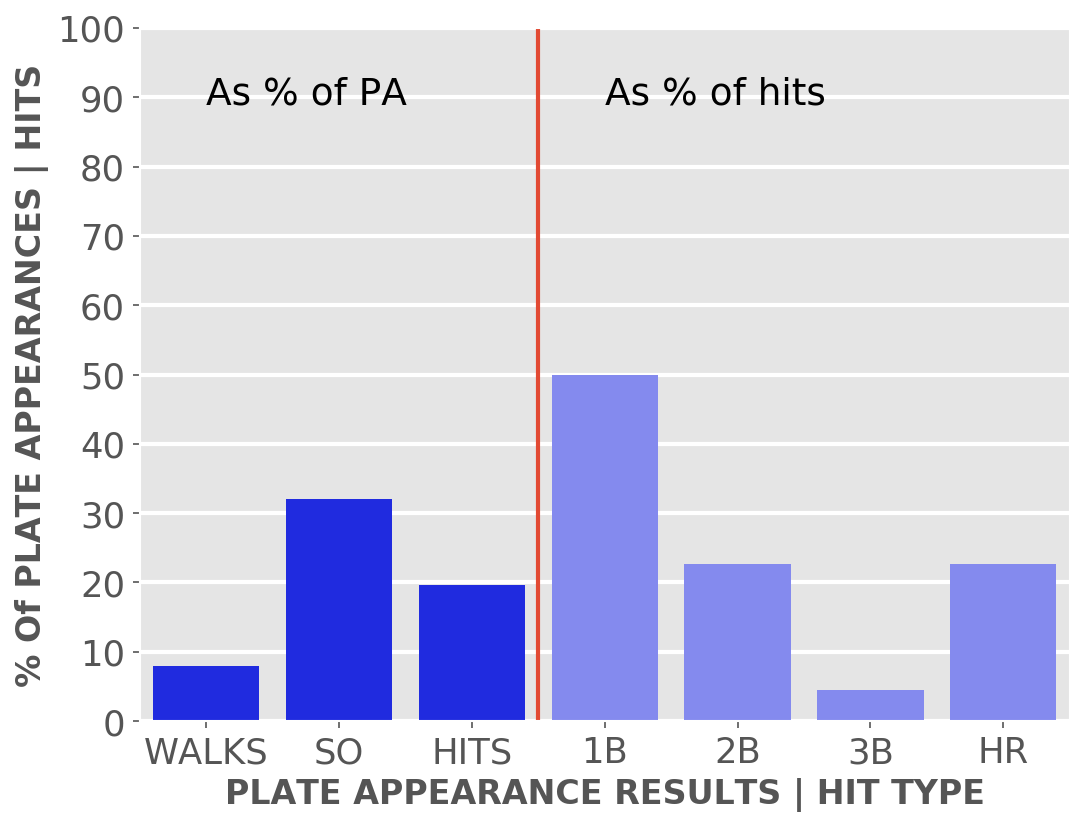 100
90
80
70
60
50
40
30
20
10
0
% Of PLATE APPEARANCES | HITS
As % of PA
As % of hits
WALKS SO HITS 1B 2B 3B HR
PLATE APPEARANCE RESULTS | HIT TYPE